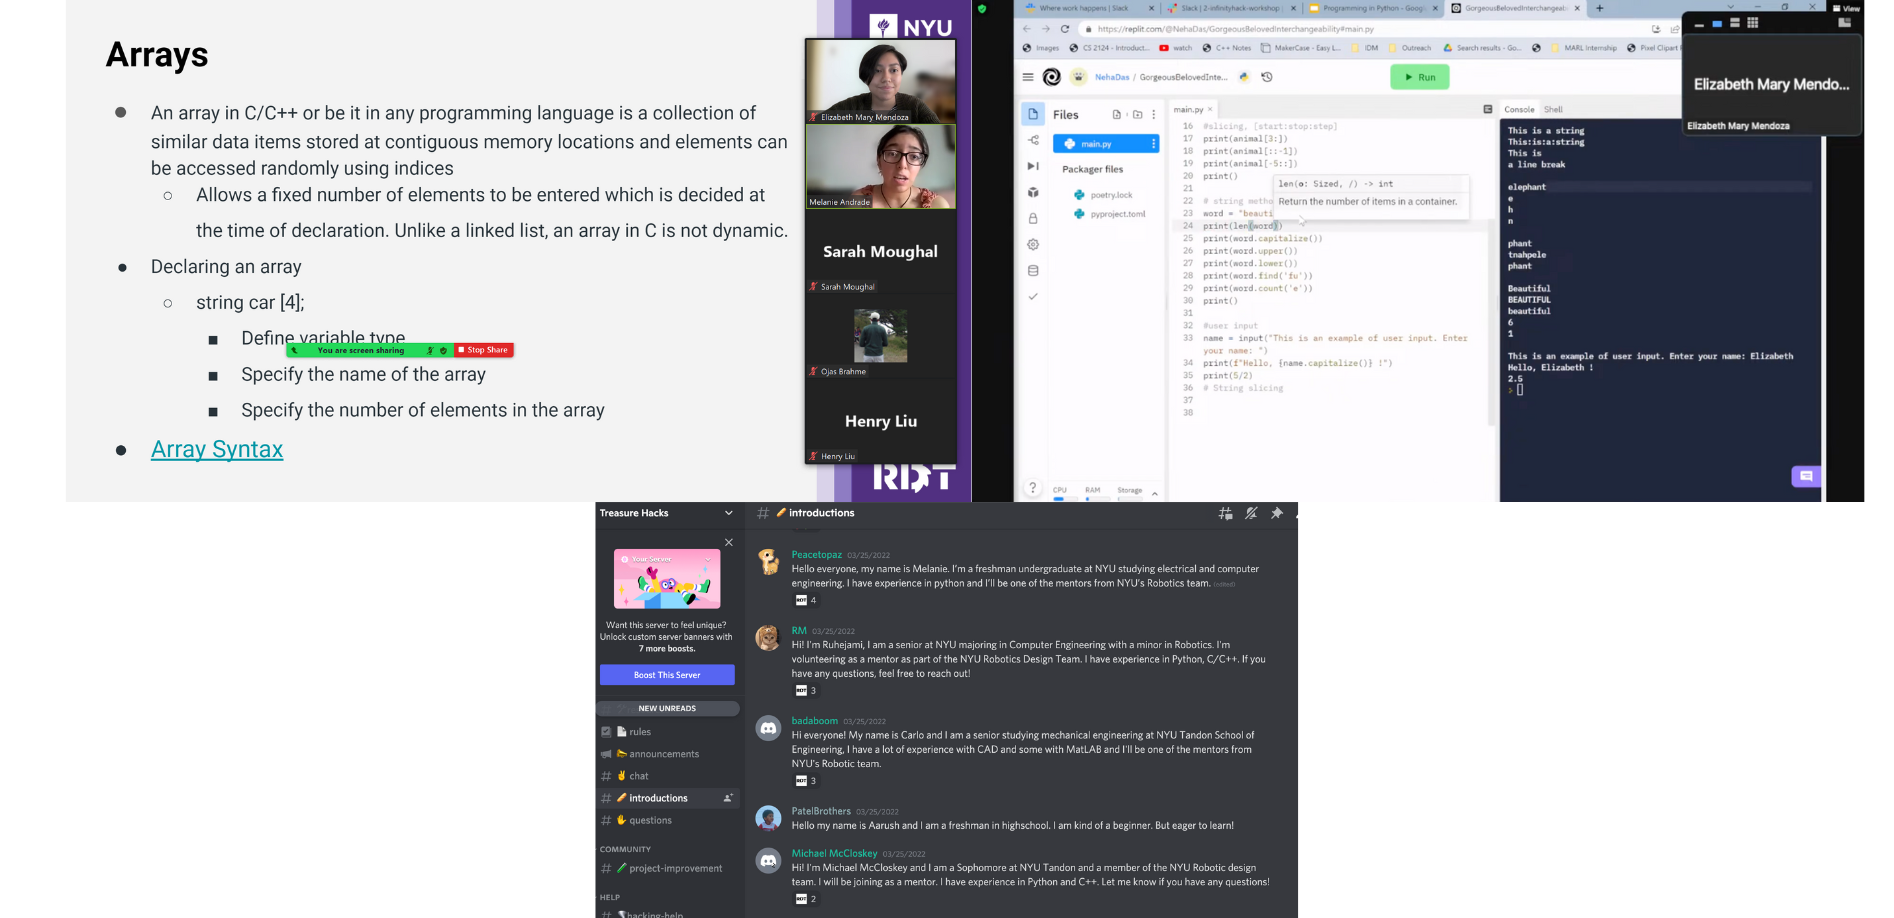 Arrays
● An array in C/C++ or be it in any programming language is a collection of
similar data items stored at contiguous memory locations and elements can
be accessed randomly using indices
○ Allows a fixed number of elements to be entered which is decided at
the time of declaration. Unlike a linked list, an array in C is not dynamic.
● Declaring an array
○ string car [4];
■ Define variable type
You are screen sharing
Stop Share
■ Specify the name of the array
■ Specify the number of elements in the array
● Array Syntax
NYU
Elizabeth Mary Mendoza
Melanie Andrade
Sarah Moughal
Sarah Moughal
Ojas Brahme
Henry Liu
Henry Liu
RDT
Where work happens | Slack
Slack | 2-infinityhack-workshop |
Programming in Python - Goog
GorgeousBelovedInterchangeabi
https://replit.com/@NehaDas/GorgeousBelovedInterchangeability#main.py
Images
CS 2124 - Introduct...
watch
C++ Notes
MakerCase - Easy L...
IDM
Outreach
Search results - Go...
MARL Internship
Pixel Clipart
View
Elizabeth Mary Mendo...
Elizabeth Mary Mendoza
NehaDas / GorgeousBelovedInte...
Run
Files
main.py
Packager files
poetry.lock
pyproject.toml
CPU
RAM
Storage
main.py ×
16 #slicing, [start:stop:step]
17 print(animal[3:])
18 print(animal[::-1])
19 print(animal[-5::])
20 print()
21
len(o: Sized, /) -> int
Return the number of items in a container.
22 # string metho
23 word = "beauti
24 print(len(word))
25 print(word.capitalize())
26 print(word.upper())
27 print(word.lower())
28 print(word.find('fu'))
29 print(word.count('e'))
30 print()
31
32 #user input
33 name = input("This is an example of user input. Enter
your name: ")
34 print(f"Hello, {name.capitalize()} !")
35 print(5/2)
36 # String slicing
37
38
Console
Shell
This is a string
This:is:a:string
This is
a line break
elephant
e
h
n
phant
tnahpele
phant
Beautiful
BEAUTIFUL
beautiful
6
1
This is an example of user input. Enter your name: Elizabeth
Hello, Elizabeth !
2.5
>
Treasure Hacks
Your Server
Want this server to feel unique?
Unlock custom server banners with
7 more boosts.
Boost This Server
NEW UNREADS
rules
announcements
# chat
# introductions
# questions
COMMUNITY
# project-improvement
HELP
# hacking-help
# introductions
Peacetopaz 03/25/2022
Hello everyone, my name is Melanie. I'm a freshman undergraduate at NYU studying electrical and computer
engineering. I have experience in python and I'll be one of the mentors from NYU's Robotics team. (edited)
RDT 4
RM 03/25/2022
Hi! I'm Ruhejami, I am a senior at NYU majoring in Computer Engineering with a minor in Robotics. I'm
volunteering as a mentor as part of the NYU Robotics Design Team. I have experience in Python, C/C++. If you
have any questions, feel free to reach out!
RDT 3
badaboom 03/25/2022
Hi everyone! My name is Carlo and I am a senior studying mechanical engineering at NYU Tandon School of
Engineering, I have a lot of experience with CAD and some with MatLAB and I'll be one of the mentors from
NYU's Robotic team.
RDT 3
PatelBrothers 03/25/2022
Hello my name is Aarush and I am a freshman in highschool. I am kind of a beginner. But eager to learn!
Michael McCloskey 03/25/2022
Hi! I'm Michael McCloskey and I am a Sophomore at NYU Tandon and a member of the NYU Robotic design
team. I will be joining as a mentor. I have experience in Python and C++. Let me know if you have any questions!
RDT 2